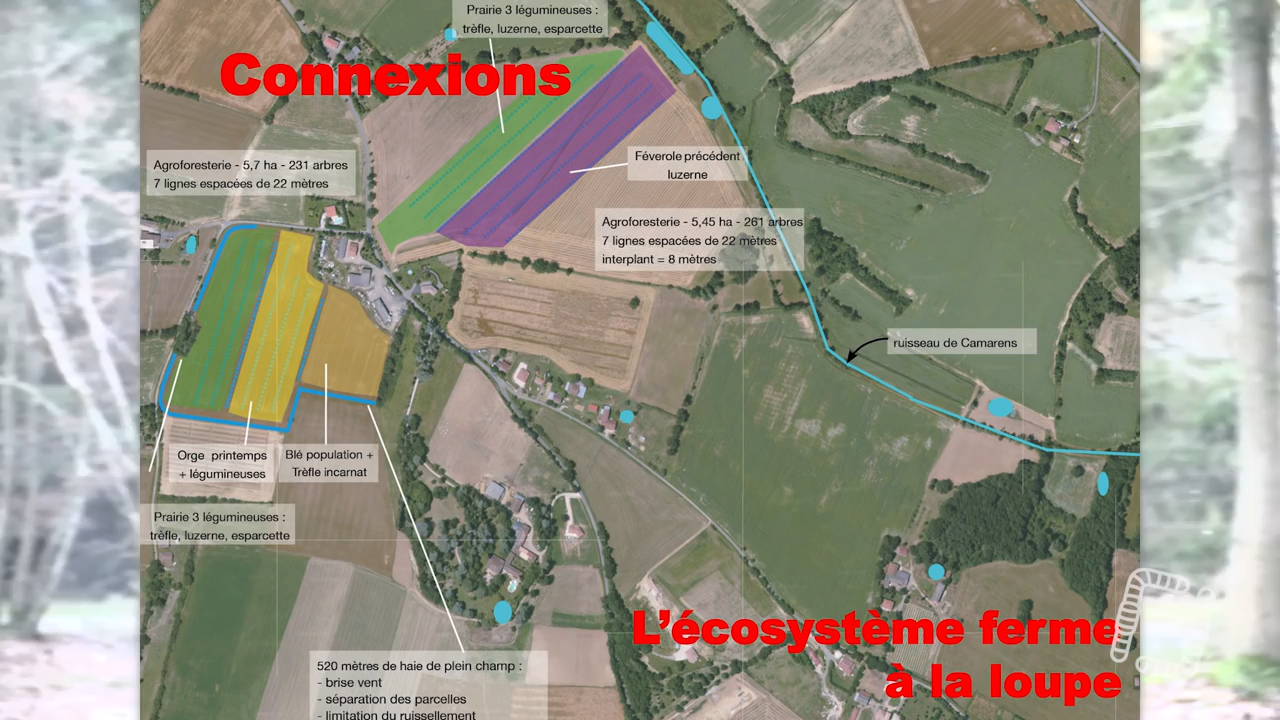 Prairie 3 légumineuses :
trèfle, luzerne, esparcette
Connexions
Agroforesterie - 5,7 ha - 231 arbres
7 lignes espacées de 22 mètres
Féverole précédent
luzerne
Agroforesterie - 5,45 ha - 261 arbres
7 lignes espacées de 22 mètres
interplant = 8 mètres
ruisseau de Camarens
Orge printemps
+ légumineuses
Blé population +
Trèfle incarnat
Prairie 3 légumineuses :
trèfle, luzerne, esparcette
L’écosystème ferme
à la loupe
520 mètres de haie de plein champ :
- brise vent
- séparation des parcelles
- limitation du ruissellement